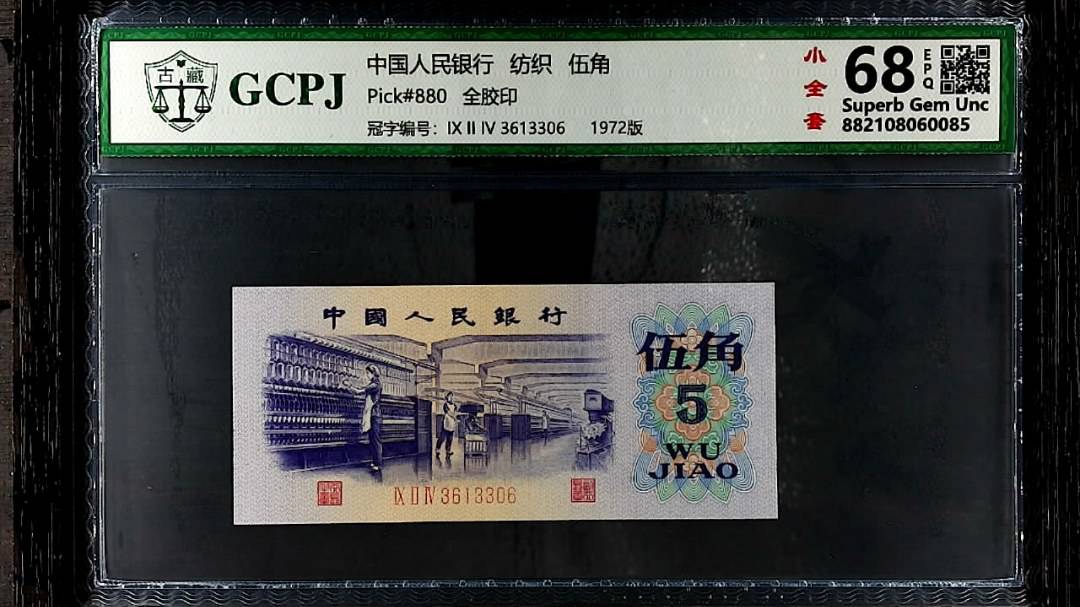 古 藏
GCPJ
中国人民银行 纺织 伍角
Pick#880 全胶印
冠字编号: IX II IV 3613306 1972版
小全套
68 EPQ
Superb Gem Unc
882108060085
中國人民銀行
伍角
5
WU
JIAO
IX II IV 3613306